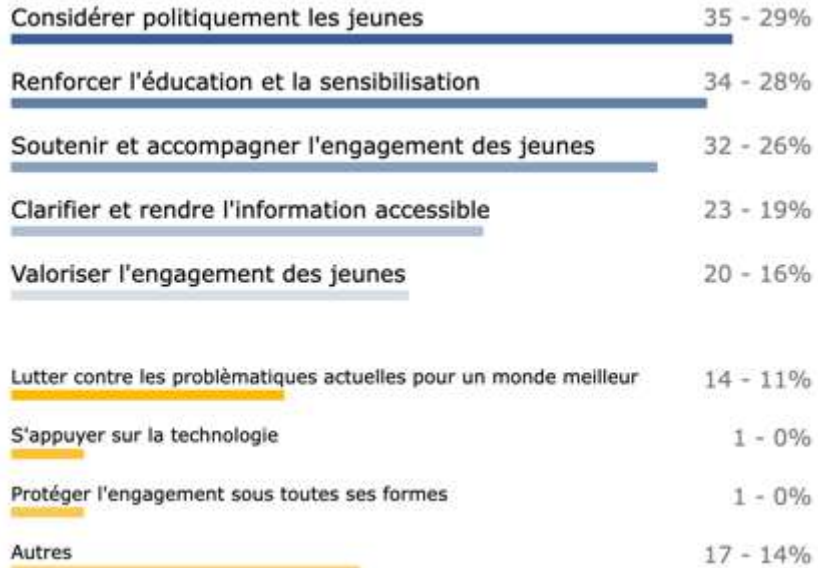 Considérer politiquement les jeunes 35 - 29%
Renforcer l'éducation et la sensibilisation 34 - 28%
Soutenir et accompagner l'engagement des jeunes 32 - 26%
Clarifier et rendre l'information accessible 23 - 19%
Valoriser l'engagement des jeunes 20 - 16%
Lutter contre les problèmatiques actuelles pour un monde meilleur 14 - 11%
S'appuyer sur la technologie 1 - 0%
Protéger l'engagement sous toutes ses formes 1 - 0%
Autres 17 - 14%